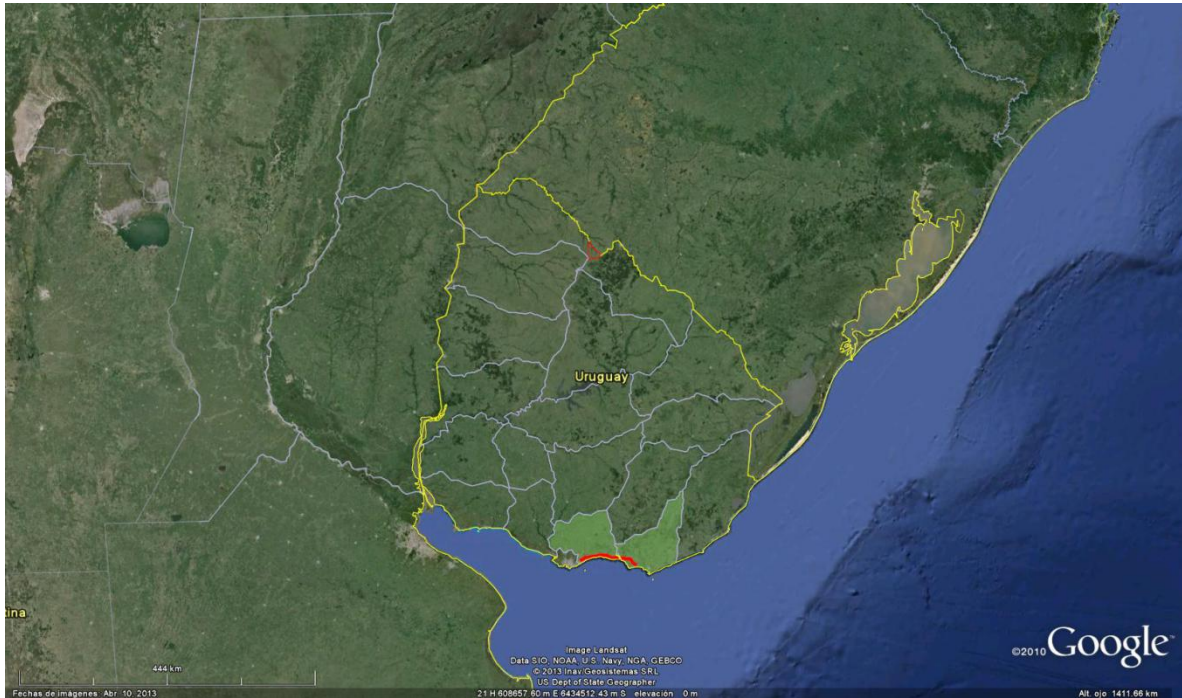 Uruguay
tina
444 km
Image Landsat
Data SIO, NOAA, U.S. Navy, NGA, GEBCO
© 2013 Inav/Geosistemas SRL
US Dept of State Geographer
©2010 Google
Fechas de imágenes: Abr 10, 2013
21 H 608657.60 m E 6434512.43 m S elevación 0 m
Alt. ojo 1411.66 km